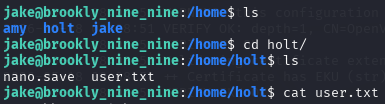 jake@brookly_nine_nine:/home$ ls
amy  holt  jake
jake@brookly_nine_nine:/home$ cd holt/
jake@brookly_nine_nine:/home/holt$ ls
nano.save  user.txt
jake@brookly_nine_nine:/home/holt$ cat user.txt